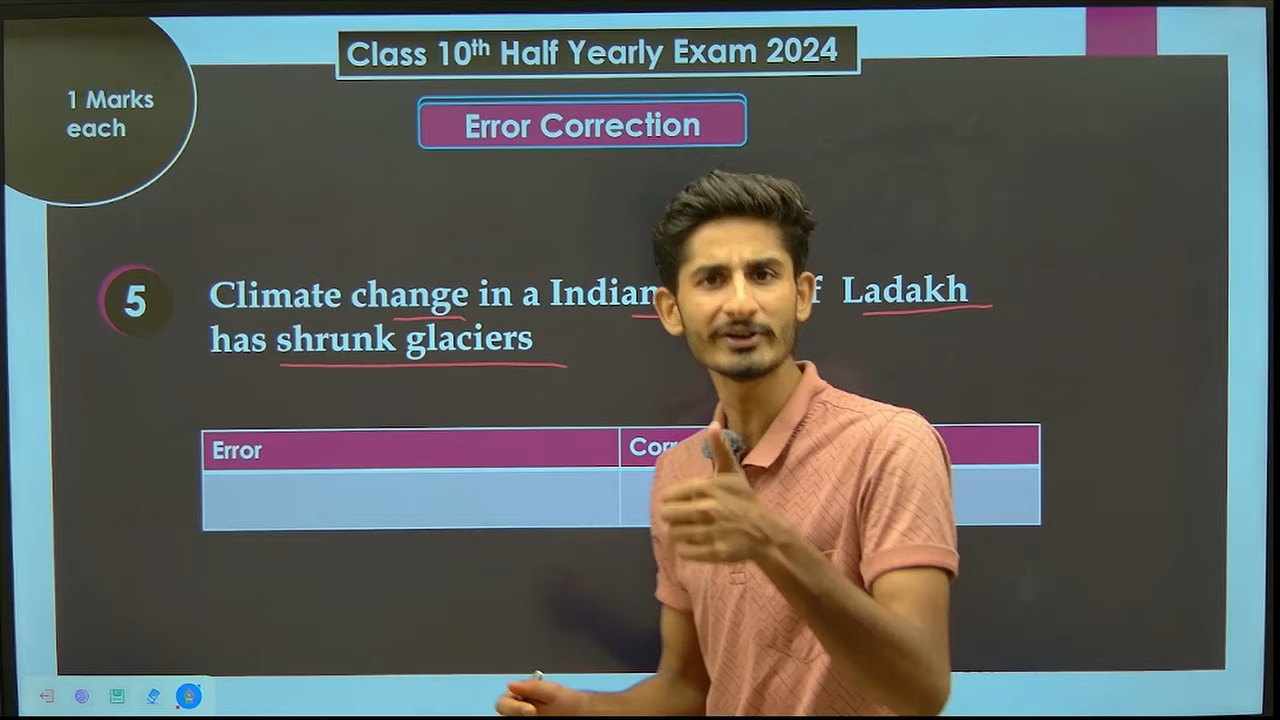 Class 10th Half Yearly Exam 2024
1 Marks
each
Error Correction
5
Climate change in a Indian f Ladakh
has shrunk glaciers
Error